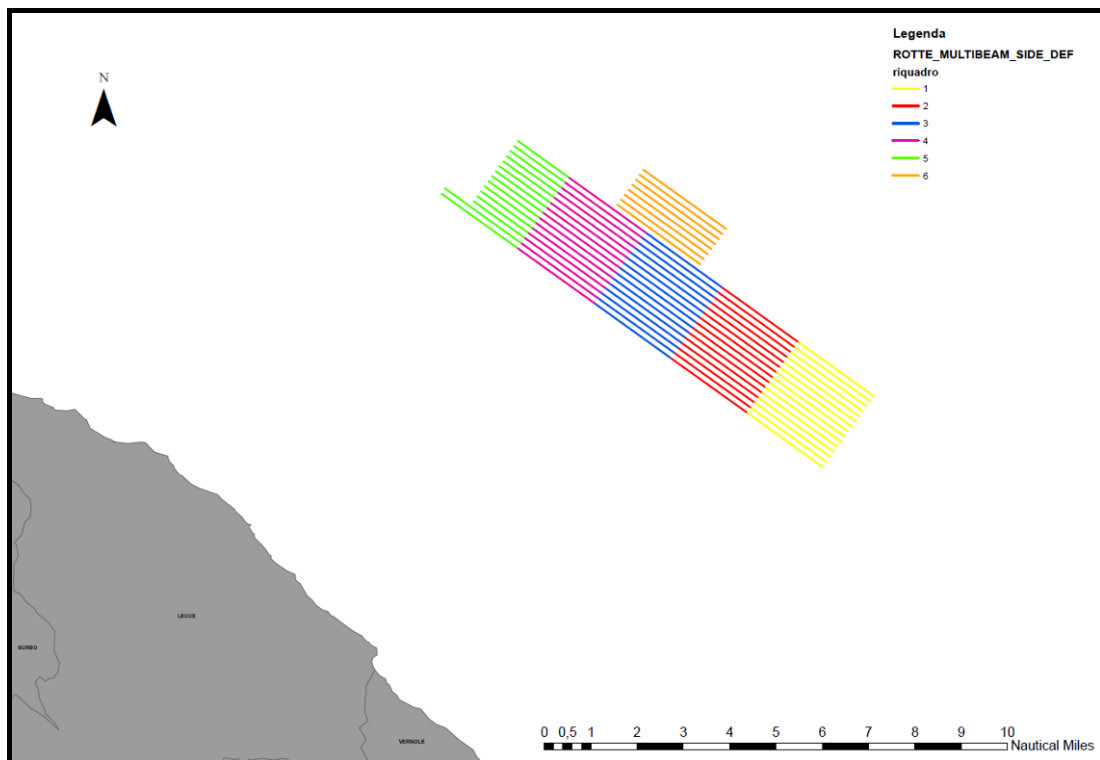 Legenda
ROTTE_MULTIBEAM_SIDE_DEF
riquadro
1
2
3
4
5
6
N
LECCE
SURBO
VERNOLE
0 0,5 1 2 3 4 5 6 7 8 9 10
Nautical Miles